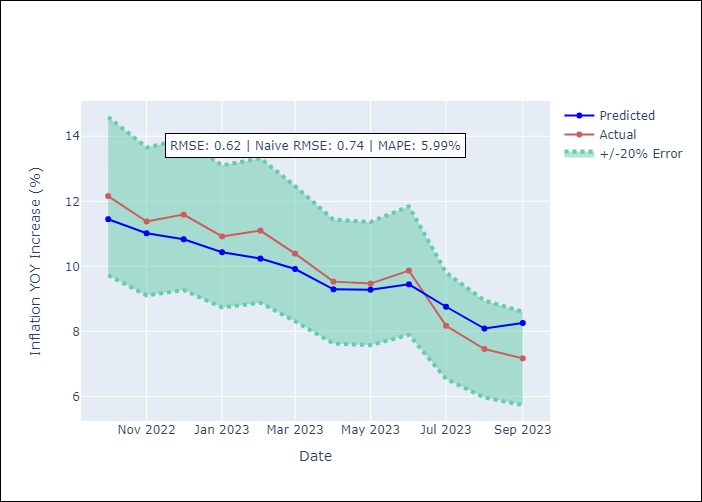 Predicted
Actual
+/-20% Error
RMSE: 0.62 | Naive RMSE: 0.74 | MAPE: 5.99%
Inflation YOY Increase (%)
14
12
10
8
6
Nov 2022 Jan 2023 Mar 2023 May 2023 Jul 2023 Sep 2023
Date